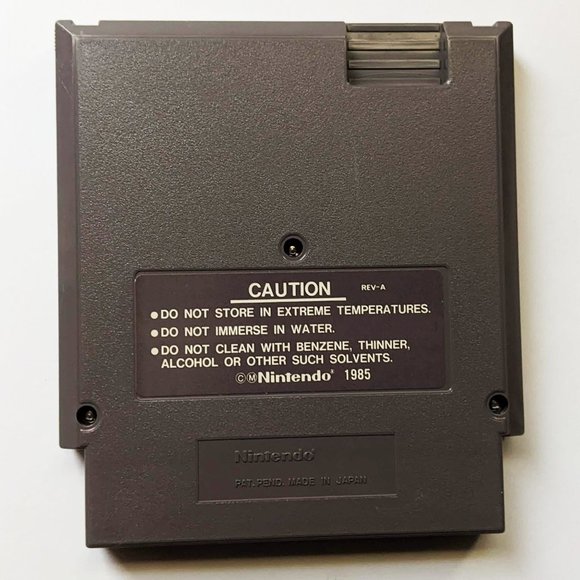 CAUTION REV-A
●DO NOT STORE IN EXTREME TEMPERATURES.
●DO NOT IMMERSE IN WATER.
●DO NOT CLEAN WITH BENZENE, THINNER,
ALCOHOL OR OTHER SUCH SOLVENTS.
©Ⓜ Nintendo® 1985
Nintendo®
PAT. PEND. MADE IN JAPAN